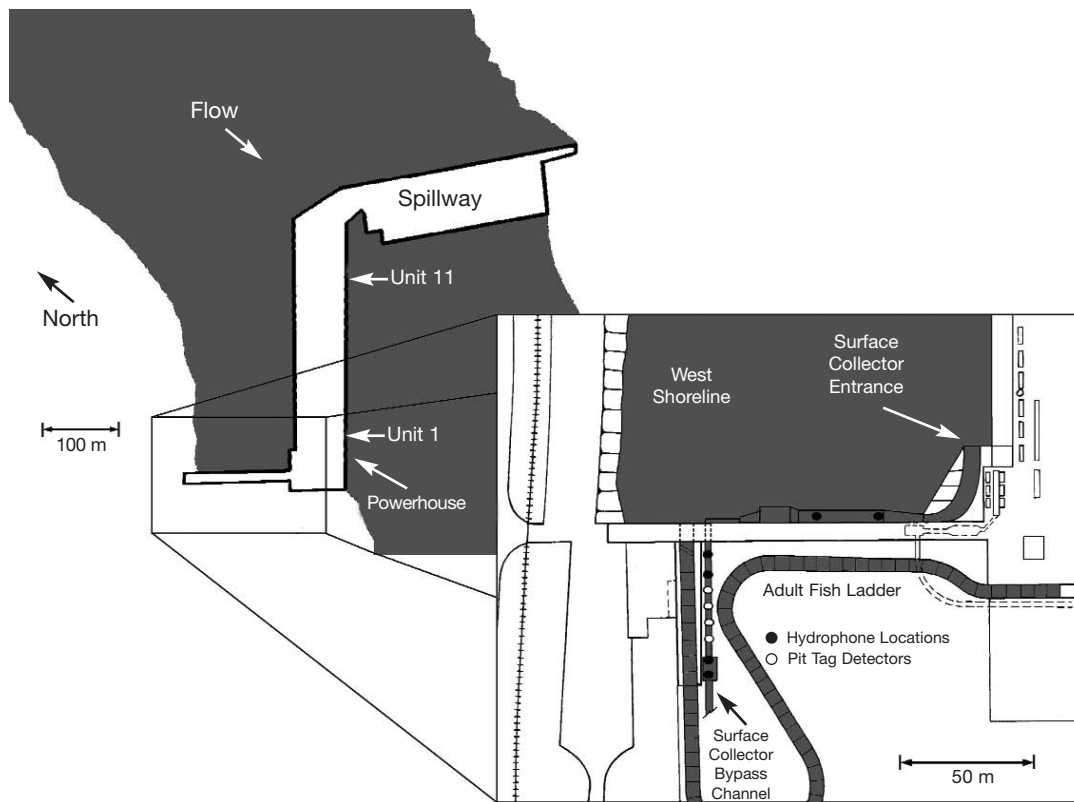 Flow
Spillway
Unit 11
North
100 m
Unit 1
Powerhouse
Surface
Collector
Entrance
West
Shoreline
Adult Fish Ladder
Hydrophone Locations
Pit Tag Detectors
Surface
Collector
Bypass
Channel
50 m